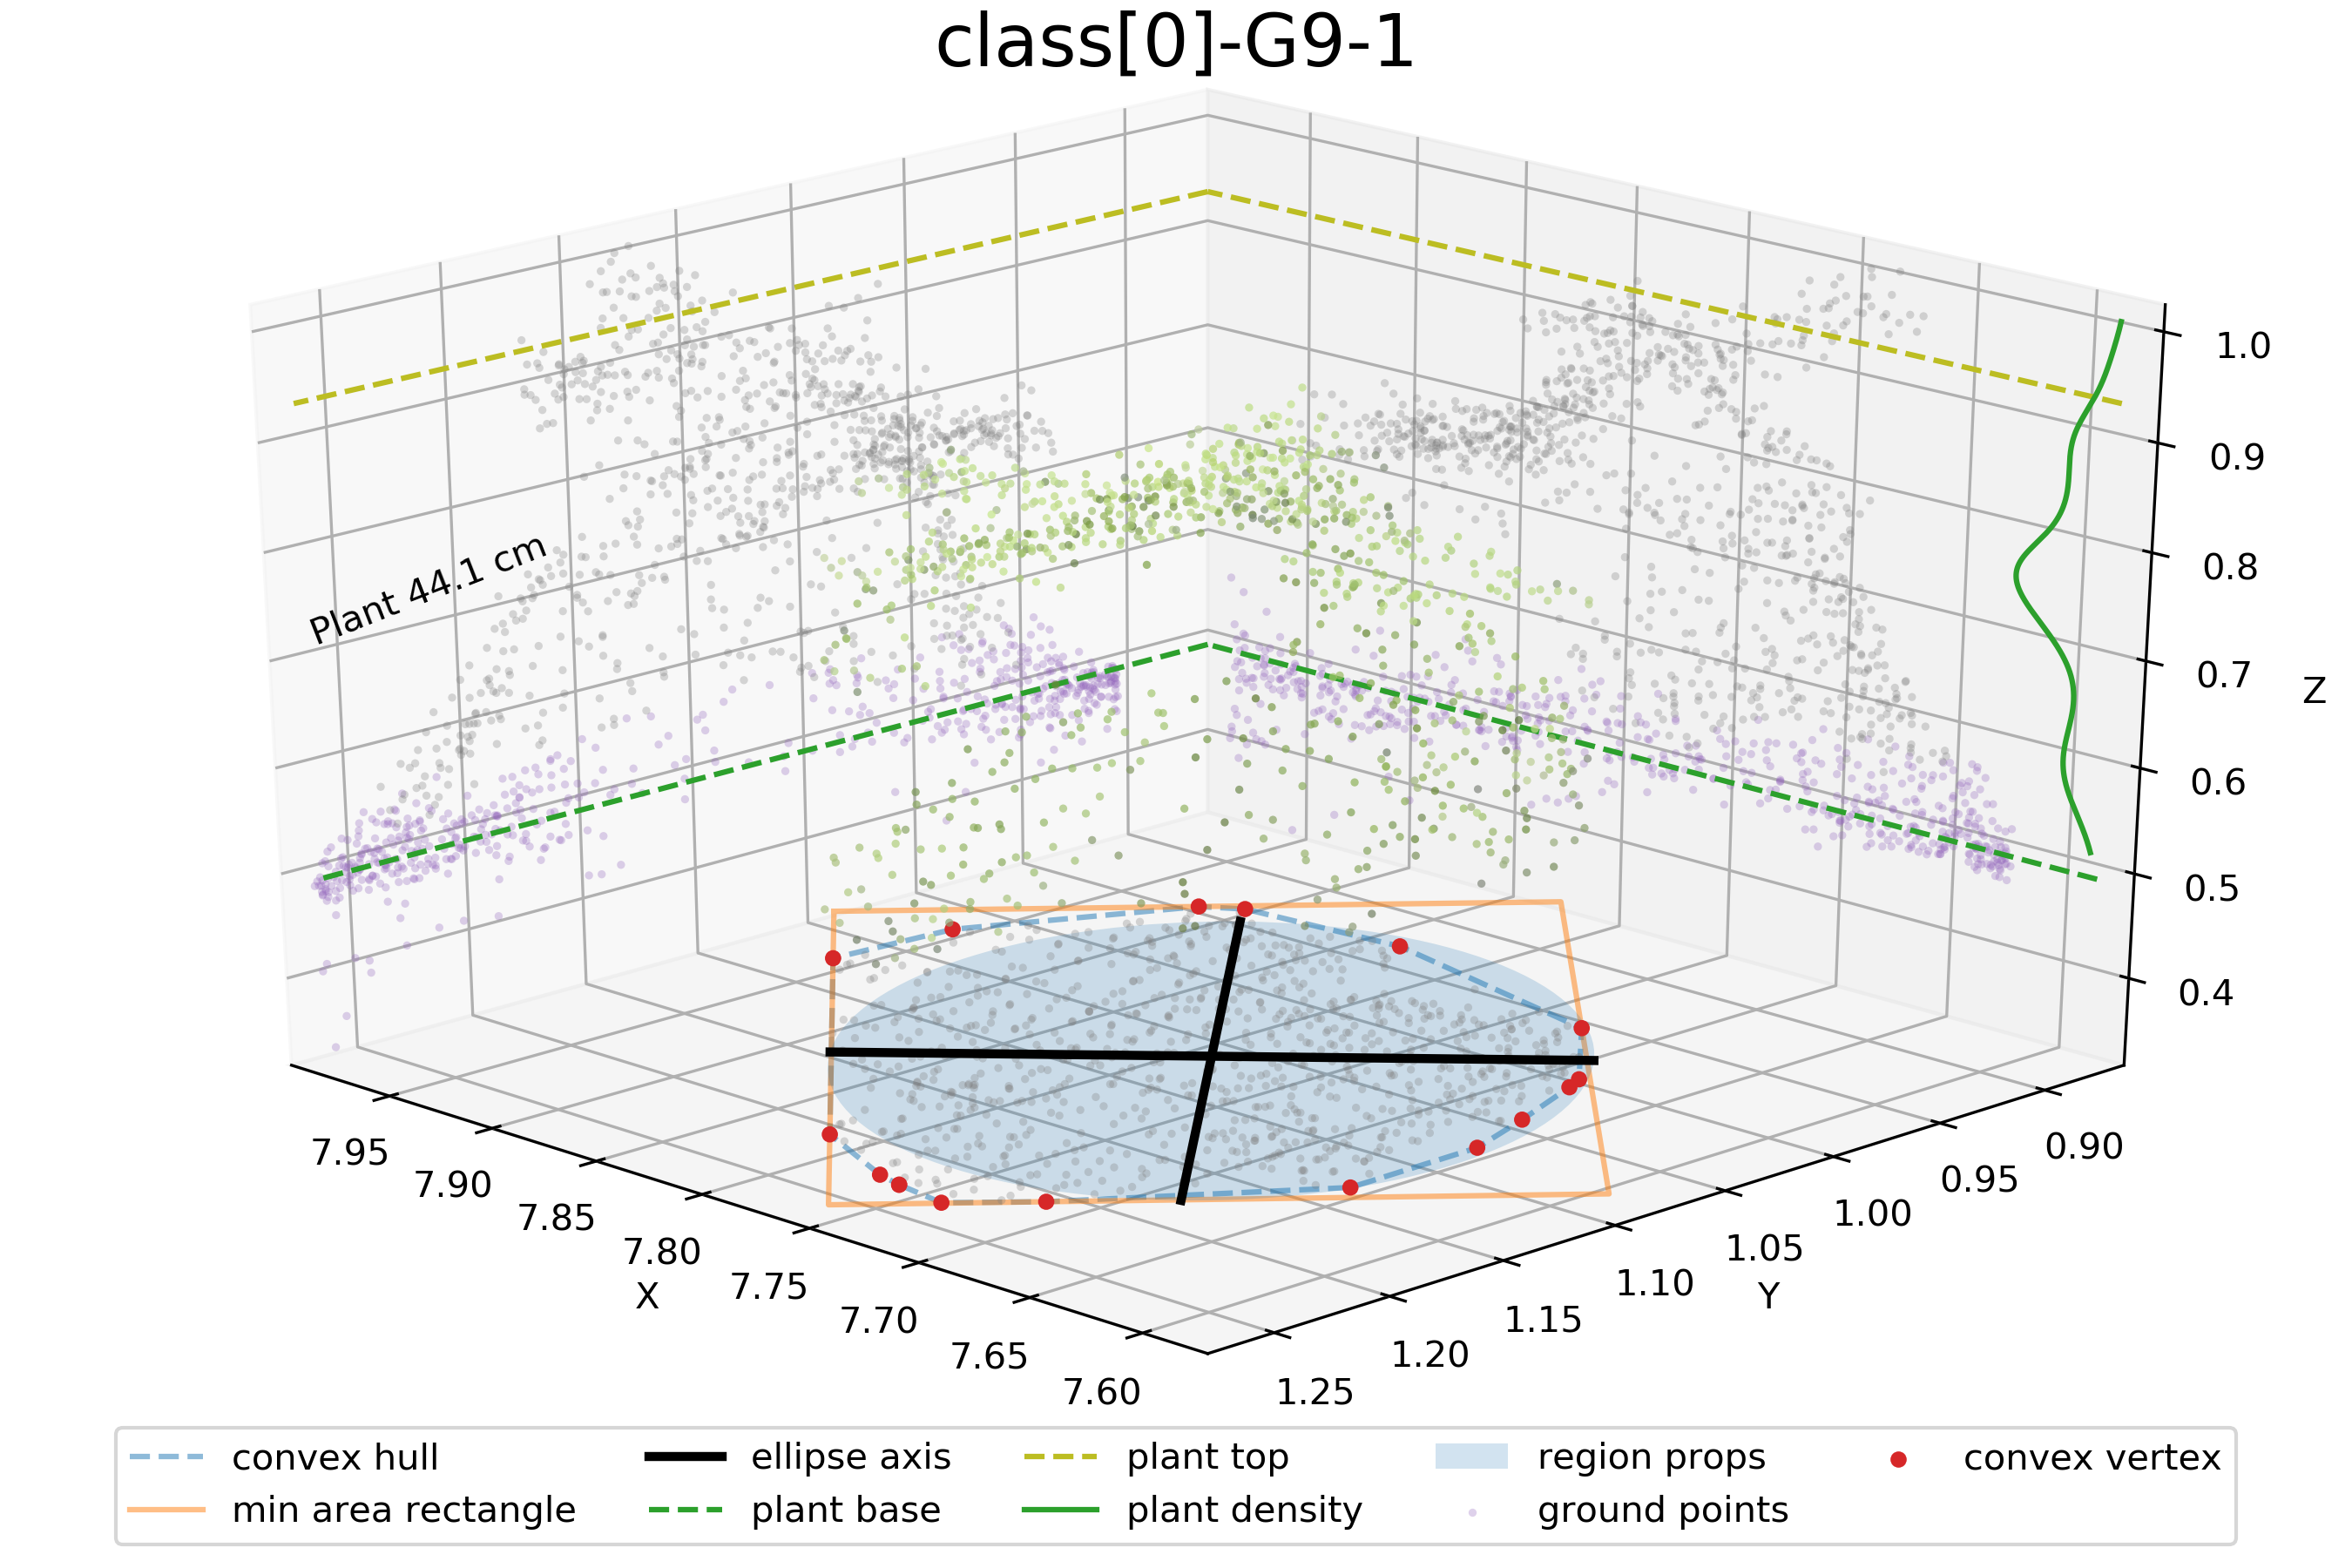 class[0]-G9-1
Plant 44.1 cm
1.0
0.9
0.8
0.7
0.6
0.5
0.4
Z
7.95
7.90
7.85
7.80
7.75
7.70
7.65
7.60
X
0.90
0.95
1.00
1.05
1.10
1.15
1.20
1.25
Y
convex hull
min area rectangle
ellipse axis
plant base
plant top
plant density
region props
ground points
convex vertex